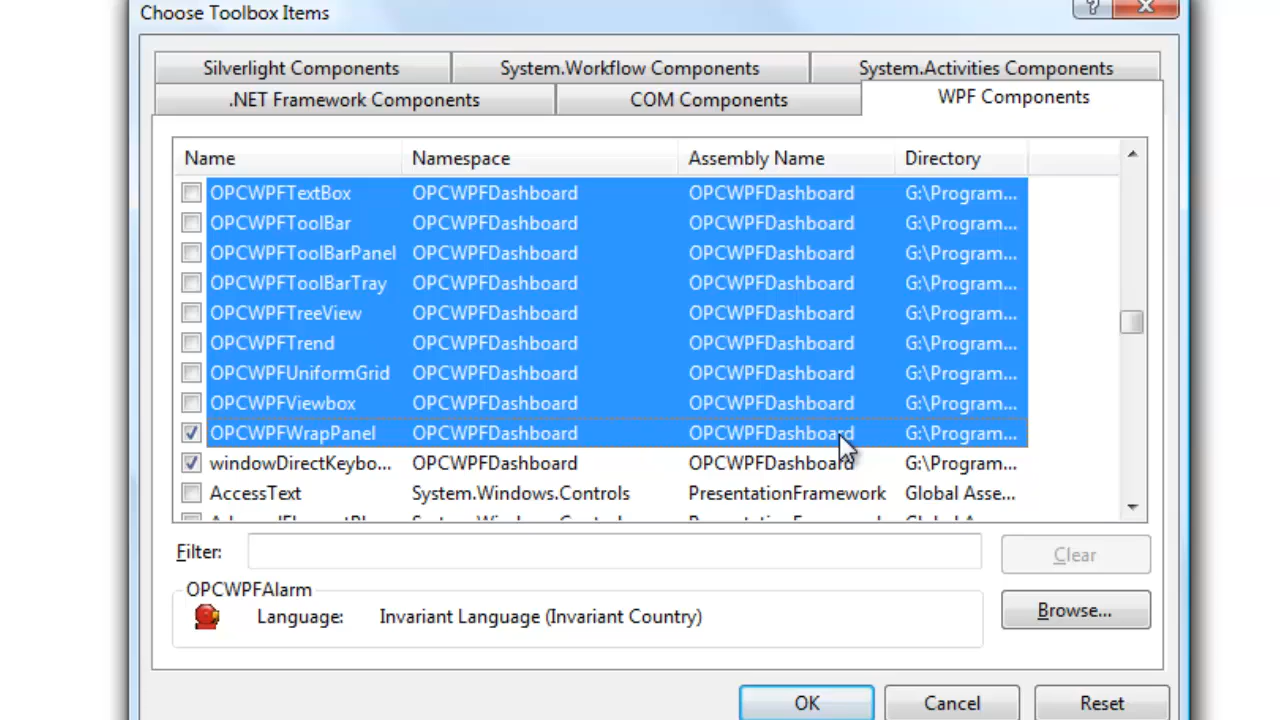 Choose Toolbox Items
?
Silverlight Components System.Workflow Components System.Activities Components
.NET Framework Components COM Components WPF Components
Name Namespace Assembly Name Directory
OPCWPFTextBox OPCWPFDashboard OPCWPFDashboard G:\Program...
OPCWPFToolBar OPCWPFDashboard OPCWPFDashboard G:\Program...
OPCWPFToolBarPanel OPCWPFDashboard OPCWPFDashboard G:\Program...
OPCWPFToolBarTray OPCWPFDashboard OPCWPFDashboard G:\Program...
OPCWPFTreeView OPCWPFDashboard OPCWPFDashboard G:\Program...
OPCWPFTrend OPCWPFDashboard OPCWPFDashboard G:\Program...
OPCWPFUniformGrid OPCWPFDashboard OPCWPFDashboard G:\Program...
OPCWPFViewbox OPCWPFDashboard OPCWPFDashboard G:\Program...
OPCWPFWrapPanel OPCWPFDashboard OPCWPFDashboard G:\Program...
windowDirectKeybo... OPCWPFDashboard OPCWPFDashboard G:\Program...
AccessText System.Windows.Controls PresentationFramework Global Asse...
Filter: Clear
OPCWPFAlarm
Language: Invariant Language (Invariant Country) Browse...
OK Cancel Reset